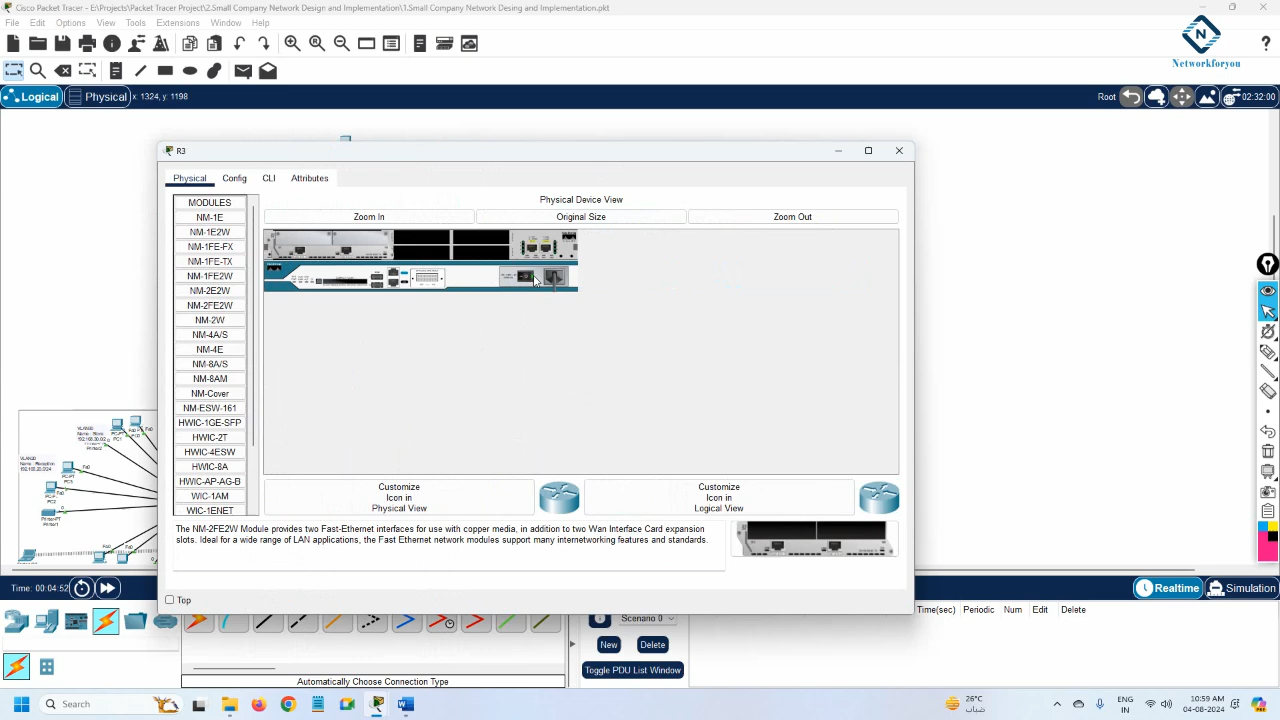 Cisco Packet Tracer - E:\Projects\Packet Tracer Project\2.Small Company Network Design and Implementation\1.Small Company Network Desing and Implementation.pkt
File Edit Options View Tools Extensions Window Help
N
Networkforyou
Logical Physical x: 1324, y: 1198 Root 02:32:00
R3
Physical Config CLI Attributes
MODULES
NM-1E
NM-1E2W
NM-1FE-FX
NM-1FE-TX
NM-1FE2W
NM-2E2W
NM-2FE2W
NM-2W
NM-4A/S
NM-4E
NM-8A/S
NM-8AM
NM-Cover
NM-ESW-161
HWIC-1GE-SFP
HWIC-2T
HWIC-4ESW
HWIC-8A
HWIC-AP-AG-B
WIC-1AM
WIC-1ENET
Physical Device View
Zoom In Original Size Zoom Out
Customize
Icon in
Physical View
Customize
Icon in
Logical View
The NM-2FE2W Module provides two Fast-Ethernet interfaces for use with copper media, in addition to two Wan Interface Card expansion
slots. Ideal for a wide range of LAN applications, the Fast Ethernet network modules support many internetworking features and standards.
Top
Time: 00:04:52
Realtime Simulation
Scenario 0
New Delete
Toggle PDU List Window
Time(sec) Periodic Num Edit Delete
Automatically Choose Connection Type
Search
26°C
ضباب
ENG
IN
10:59 AM
04-08-2024